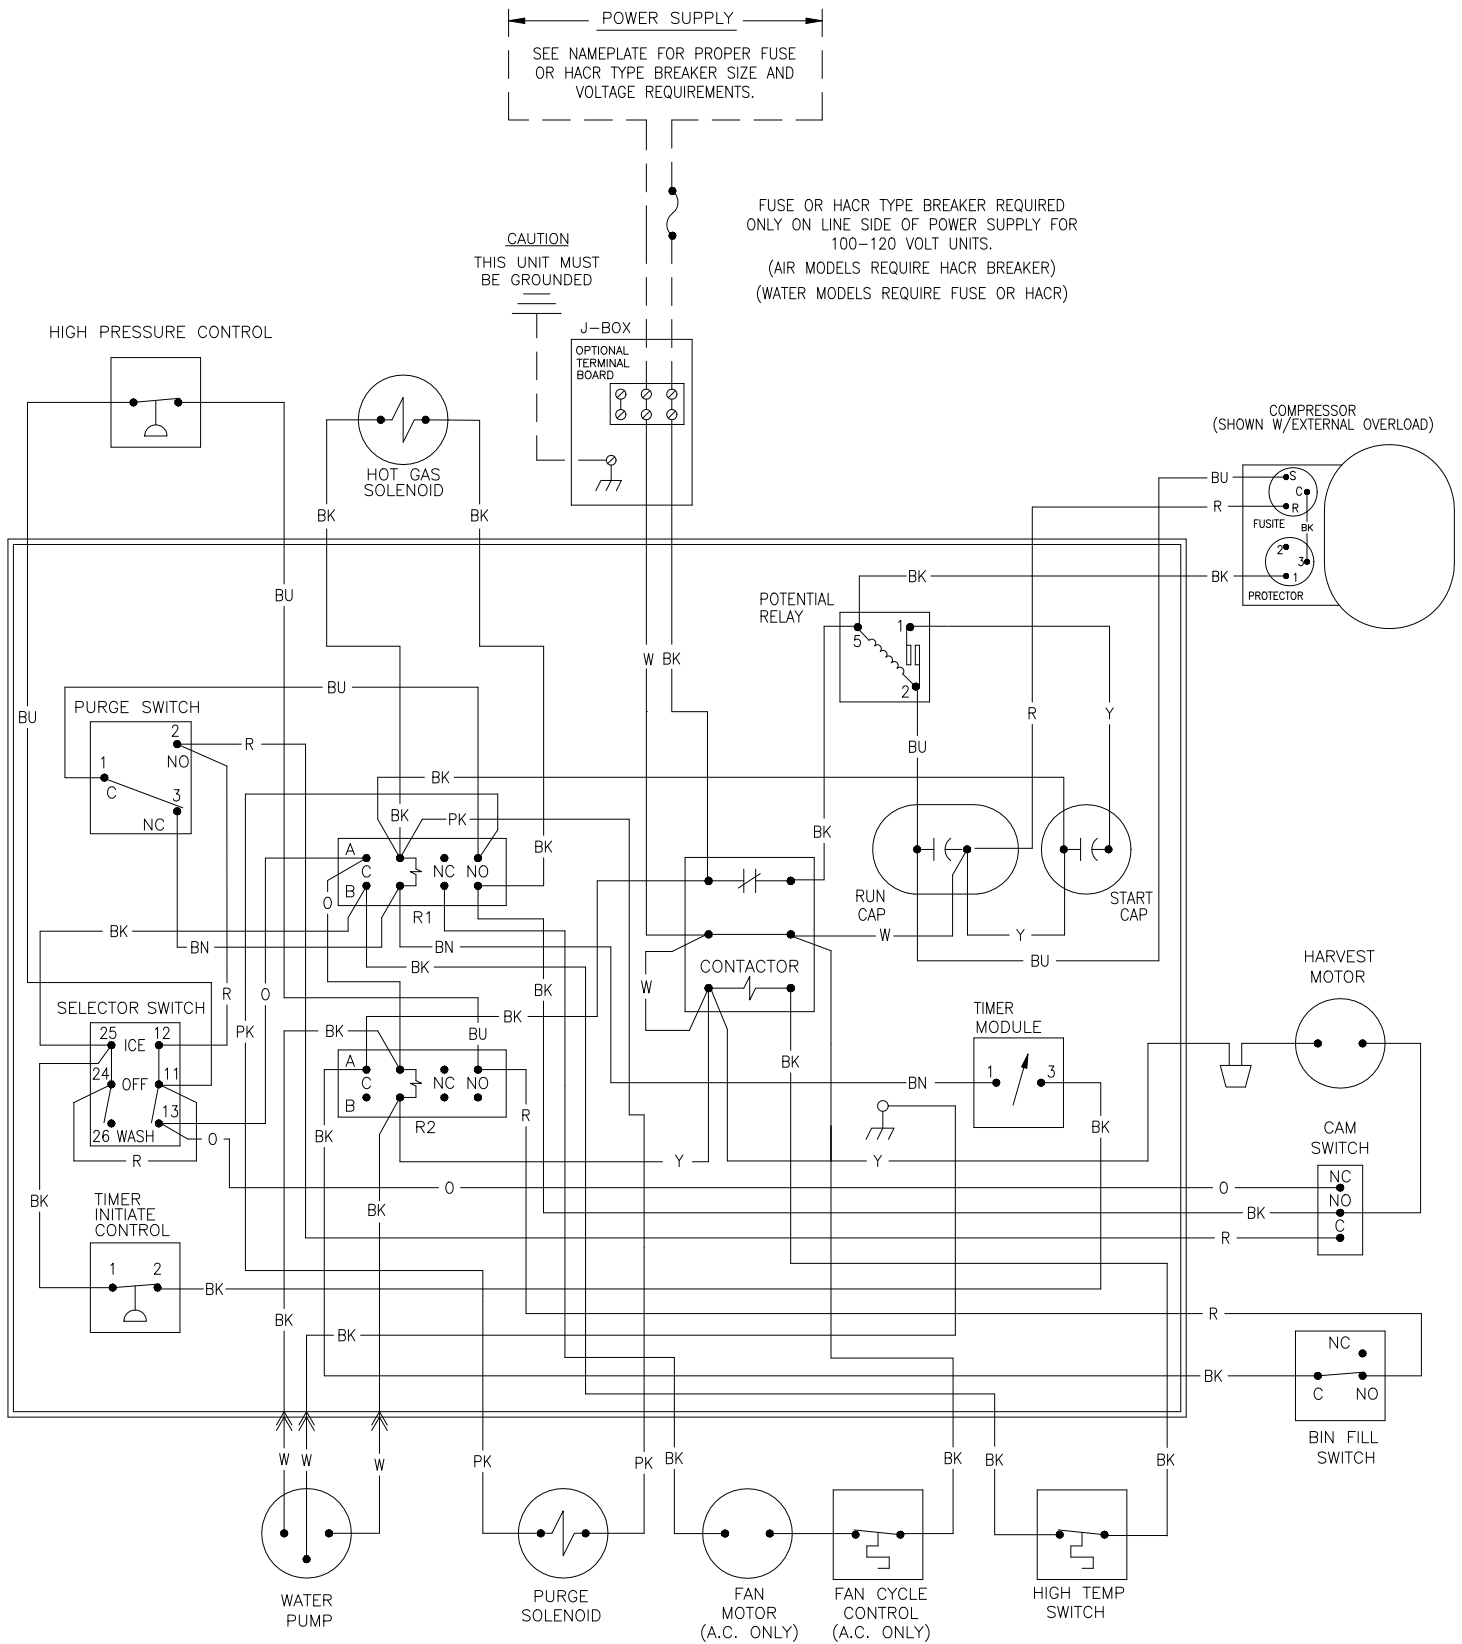 POWER SUPPLY
SEE NAMEPLATE FOR PROPER FUSE
OR HACR TYPE BREAKER SIZE AND
VOLTAGE REQUIREMENTS.
FUSE OR HACR TYPE BREAKER REQUIRED
ONLY ON LINE SIDE OF POWER SUPPLY FOR
100-120 VOLT UNITS.
(AIR MODELS REQUIRE HACR BREAKER)
(WATER MODELS REQUIRE FUSE OR HACR)
CAUTION
THIS UNIT MUST
BE GROUNDED
J-BOX
OPTIONAL
TERMINAL
BOARD
HIGH PRESSURE CONTROL
HOT GAS
SOLENOID
COMPRESSOR
(SHOWN W/EXTERNAL OVERLOAD)
BU
S
C
R
R
FUSITE
BK
2
3
BK
BK
1
PROTECTOR
BK
BK
BU
POTENTIAL
RELAY
1
5
2
W
BK
BU
BU
PURGE SWITCH
2
R
NO
1
C
3
NC
R
Y
BU
BK
BK
PK
BK
BK
A
C
NC
NO
B
R1
O
BK
RUN
CAP
START
CAP
BK
BN
BN
BK
W
Y
BU
CONTACTOR
HARVEST
MOTOR
R
O
W
BK
SELECTOR SWITCH
25
ICE
12
24
OFF
11
13
26
WASH
O
R
PK
BK
BK
BU
A
C
NC
NO
B
R2
R
BK
TIMER
MODULE
1
3
BN
BK
BK
CAM
SWITCH
NC
NO
C
Y
Y
O
O
BK
BK
BK
R
TIMER
INITIATE
CONTROL
1
2
BK
BK
BK
R
BIN FILL
SWITCH
NC
C
NO
BK
W
W
W
PK
PK
BK
BK
BK
BK
WATER
PUMP
PURGE
SOLENOID
FAN
MOTOR
(A.C. ONLY)
FAN CYCLE
CONTROL
(A.C. ONLY)
HIGH TEMP
SWITCH